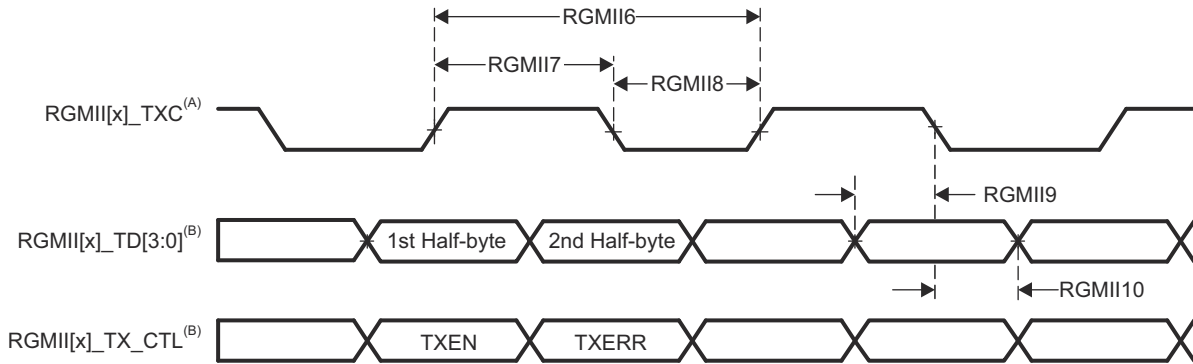 RGMII6
RGMII7
RGMII8
RGMII[x]_TXC(A)
RGMII9
RGMII[x]_TD[3:0](B)
1st Half-byte
2nd Half-byte
RGMII10
RGMII[x]_TX_CTL(B)
TXEN
TXERR